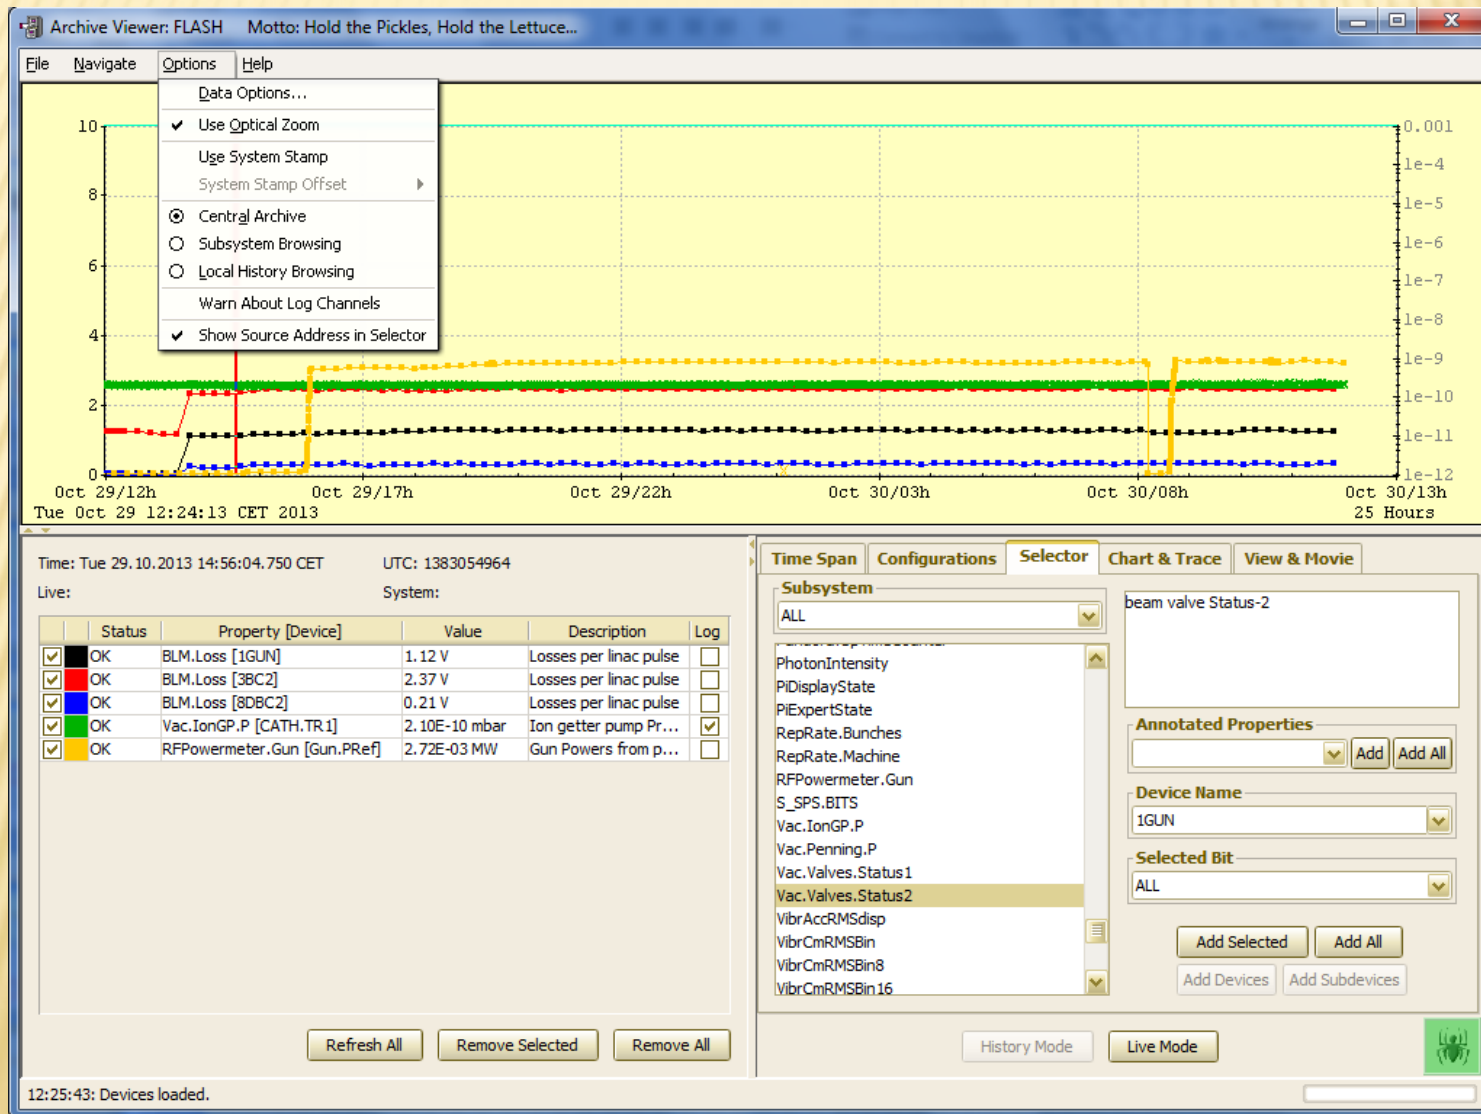 Archive Viewer: FLASH Motto: Hold the Pickles, Hold the Lettuce...
File Navigate Options Help
Data Options...
Use Optical Zoom
Use System Stamp
System Stamp Offset
Central Archive
Subsystem Browsing
Local History Browsing
Warn About Log Channels
Show Source Address in Selector
10
8
6
4
2
0
0.001
1e-4
1e-5
1e-6
1e-7
1e-8
1e-9
1e-10
1e-11
1e-12
Oct 29/12h Oct 29/17h Oct 29/22h Oct 30/03h Oct 30/08h Oct 30/13h
Tue Oct 29 12:24:13 CET 2013 25 Hours
Time: Tue 29.10.2013 14:56:04.750 CET UTC: 1383054964
Live: System:
Status Property [Device] Value Description Log
OK BLM.Loss [1GUN] 1.12 V Losses per linac pulse
OK BLM.Loss [3BC2] 2.37 V Losses per linac pulse
OK BLM.Loss [8DBC2] 0.21 V Losses per linac pulse
OK Vac.IonGP.P [CATH.TR1] 2.10E-10 mbar Ion getter pump Pr...
OK RFPowermeter.Gun [Gun.PRef] 2.72E-03 MW Gun Powers from p...
Refresh All Remove Selected Remove All
Time Span Configurations Selector Chart & Trace View & Movie
Subsystem
ALL
PhotonIntensity
PiDisplayState
PiExpertState
RepRate.Bunches
RepRate.Machine
RFPowermeter.Gun
S_SPS.BITS
Vac.IonGP.P
Vac.Penning.P
Vac.Valves.Status1
Vac.Valves.Status2
VibrAccRMSdisp
VibrCmRMSBin
VibrCmRMSBin8
VibrCmRMSBin16
beam valve Status-2
Annotated Properties
Add Add All
Device Name
1GUN
Selected Bit
ALL
Add Selected Add All
Add Devices Add Subdevices
History Mode Live Mode
12:25:43: Devices loaded.